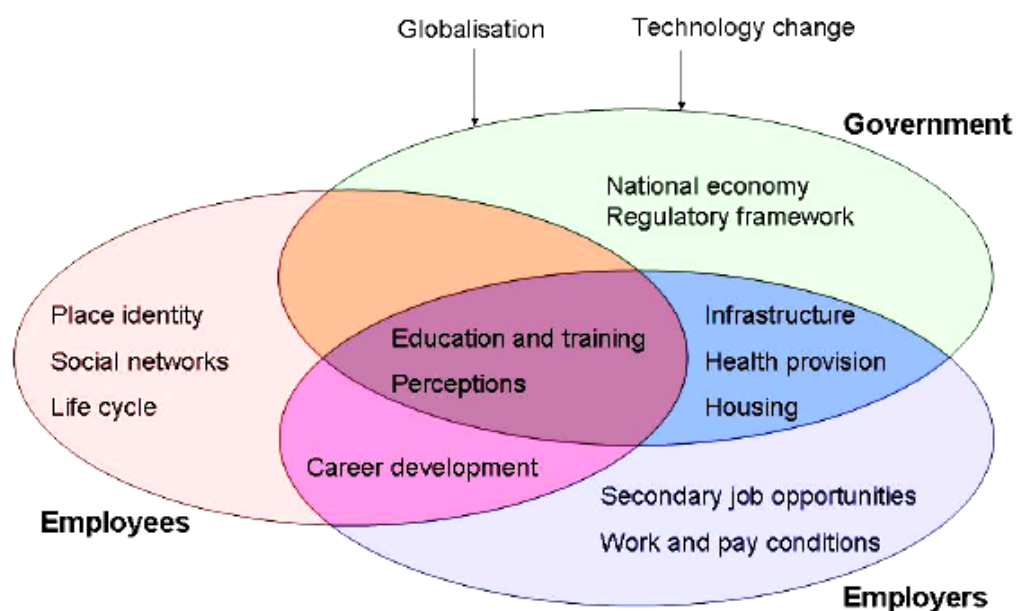 Globalisation
Technology change
Government
National economy
Regulatory framework
Place identity
Social networks
Life cycle
Education and training
Perceptions
Infrastructure
Health provision
Housing
Career development
Employees
Secondary job opportunities
Work and pay conditions
Employers